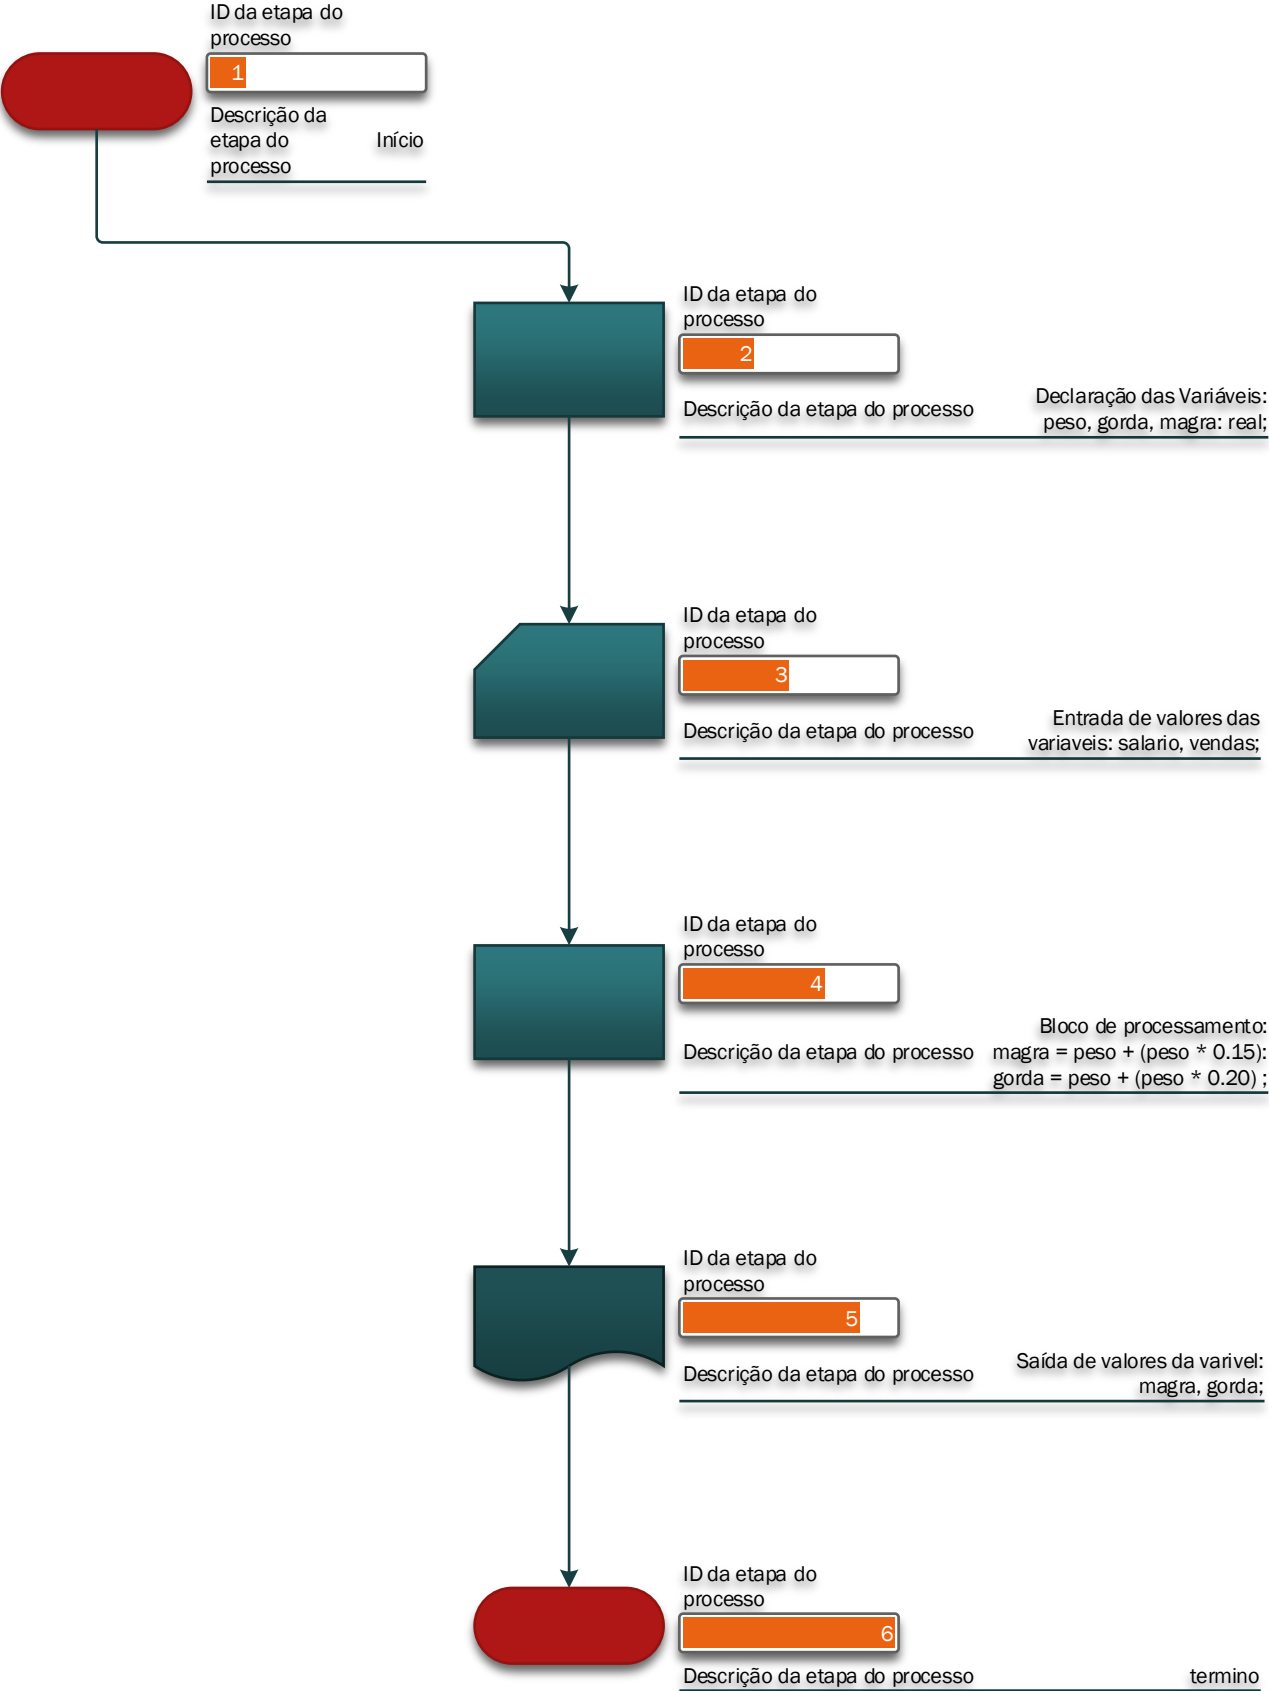 ID da etapa do
processo
1
Descrição da
etapa do
processo
Início
ID da etapa do
processo
2
Descrição da etapa do processo
Declaração das Variáveis:
peso, gorda, magra: real;
ID da etapa do
processo
3
Descrição da etapa do processo
Entrada de valores das
variaveis: salario, vendas;
ID da etapa do
processo
4
Descrição da etapa do processo
Bloco de processamento:
magra = peso + (peso * 0.15):
gorda = peso + (peso * 0.20) ;
ID da etapa do
processo
5
Descrição da etapa do processo
Saída de valores da varivel:
magra, gorda;
ID da etapa do
processo
6
Descrição da etapa do processo
termino